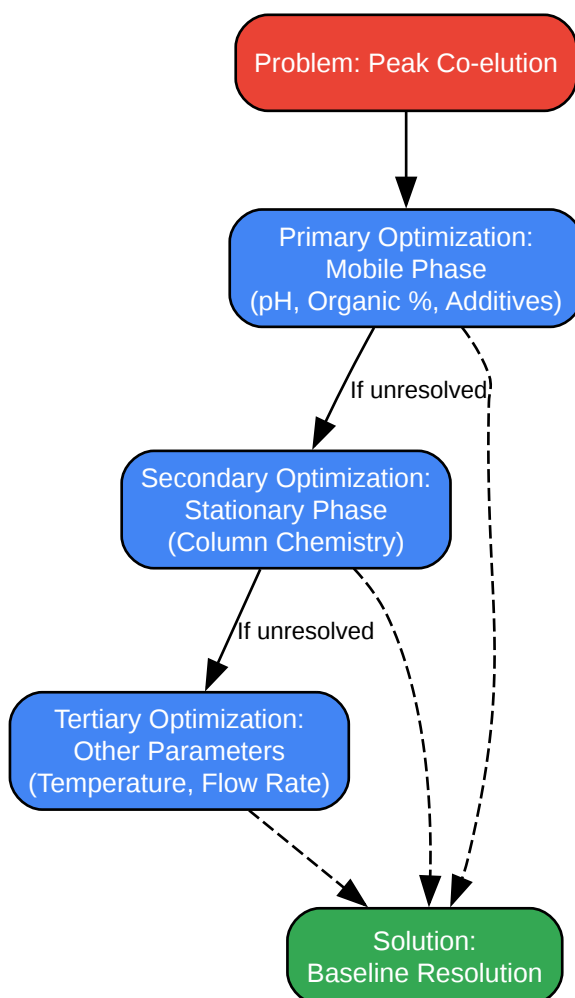 Problem: Peak Co-elution
Primary Optimization:
Mobile Phase
(pH, Organic %, Additives)
If unresolved
Secondary Optimization:
Stationary Phase
(Column Chemistry)
If unresolved
Tertiary Optimization:
Other Parameters
(Temperature, Flow Rate)
Solution:
Baseline Resolution